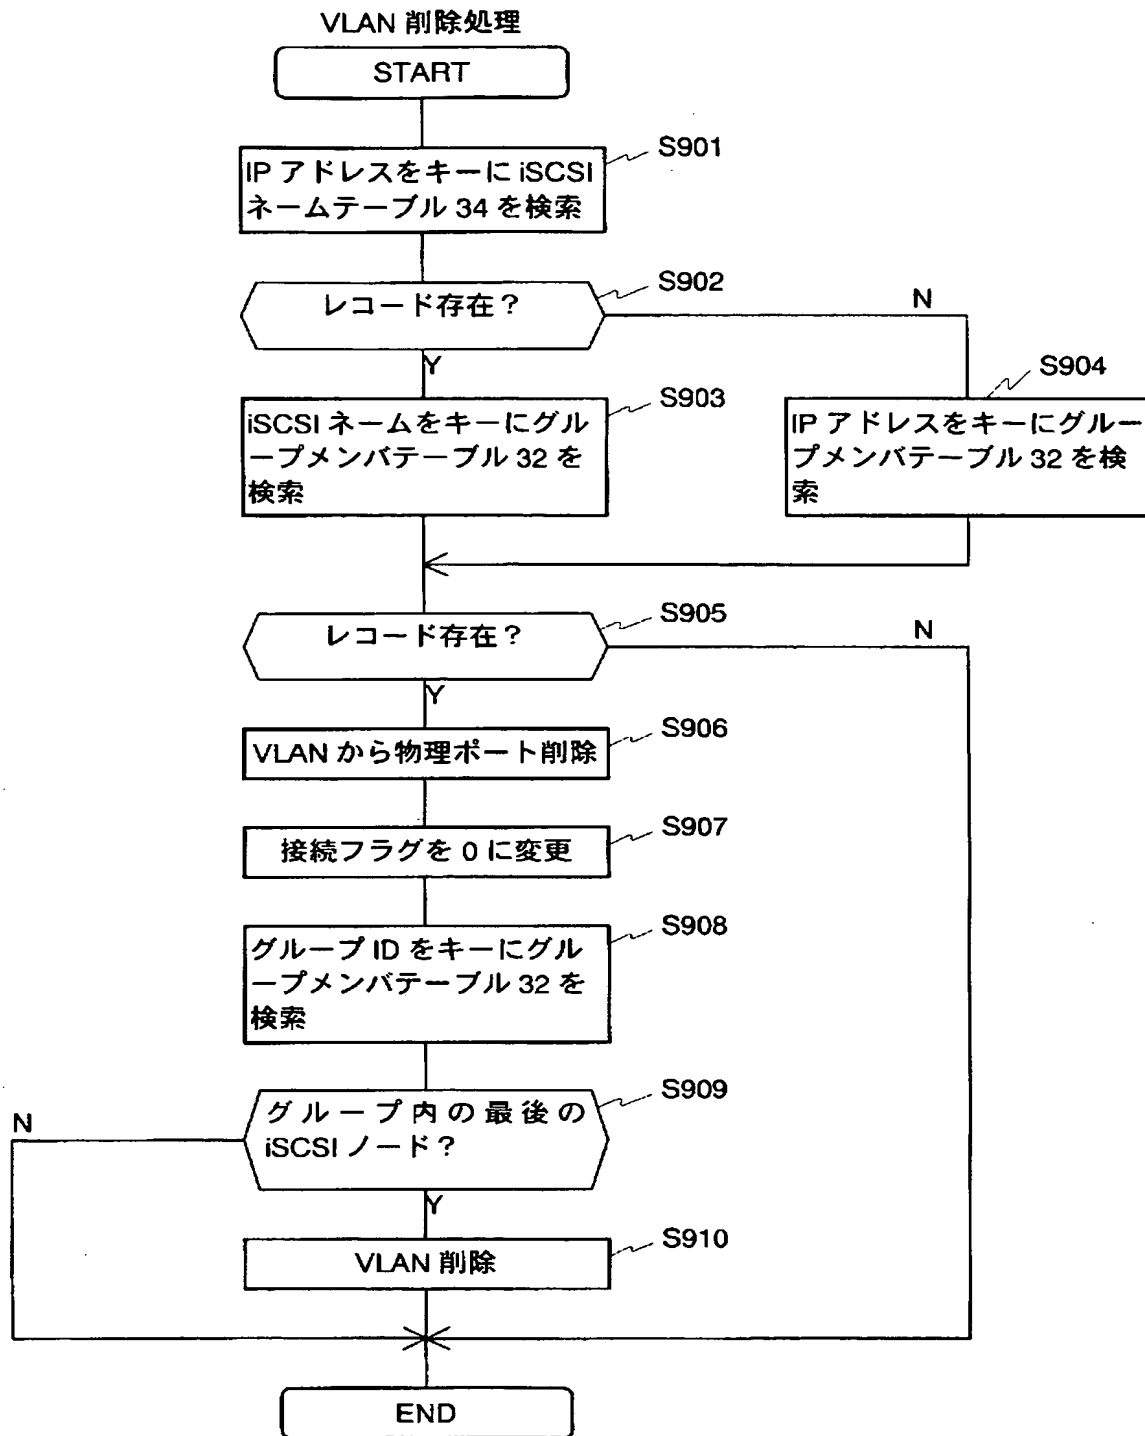 VLAN 削除処理
START
S901
IP アドレスをキーに iSCSI
ネームテーブル 34 を検索
S902
レコード存在？
N
Y
S903
iSCSI ネームをキーにグル
ープメンバテーブル 32 を
検索
S904
IP アドレスをキーにグルー
プメンバテーブル 32 を検
索
S905
レコード存在？
N
Y
S906
VLAN から物理ポート削除
S907
接続フラグを 0 に変更
S908
グループ ID をキーにグル
ープメンバテーブル 32 を
検索
S909
グループ内の最後の
iSCSI ノード？
N
Y
S910
VLAN 削除
END